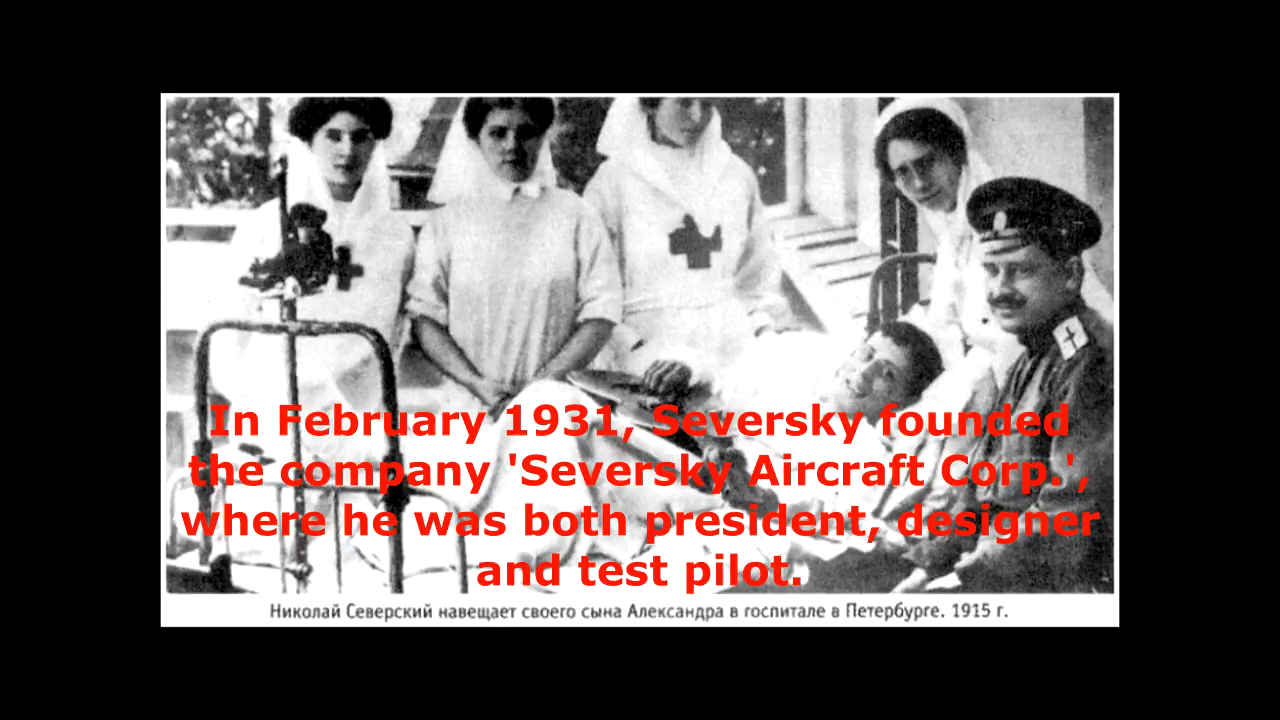 In February 1931, Seversky founded
the company 'Seversky Aircraft Corp.',
where he was both president, designer
and test pilot.
Николай Северский навещает своего сына Александра в госпитале в Петербурге. 1915 г.